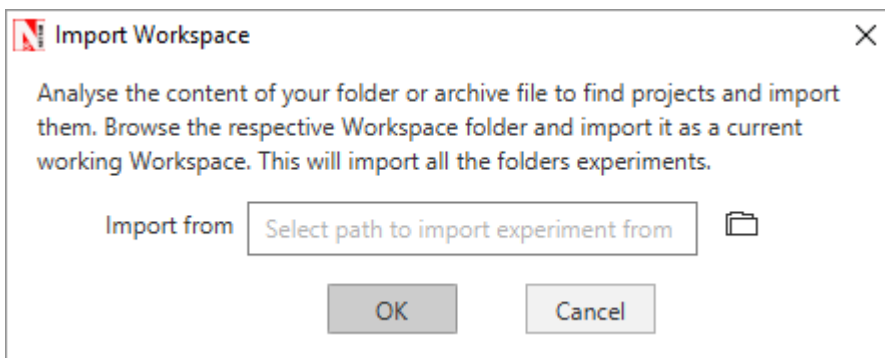 Import Workspace
Analyse the content of your folder or archive file to find projects and import
them. Browse the respective Workspace folder and import it as a current
working Workspace. This will import all the folders experiments.
Import from Select path to import experiment from
OK Cancel